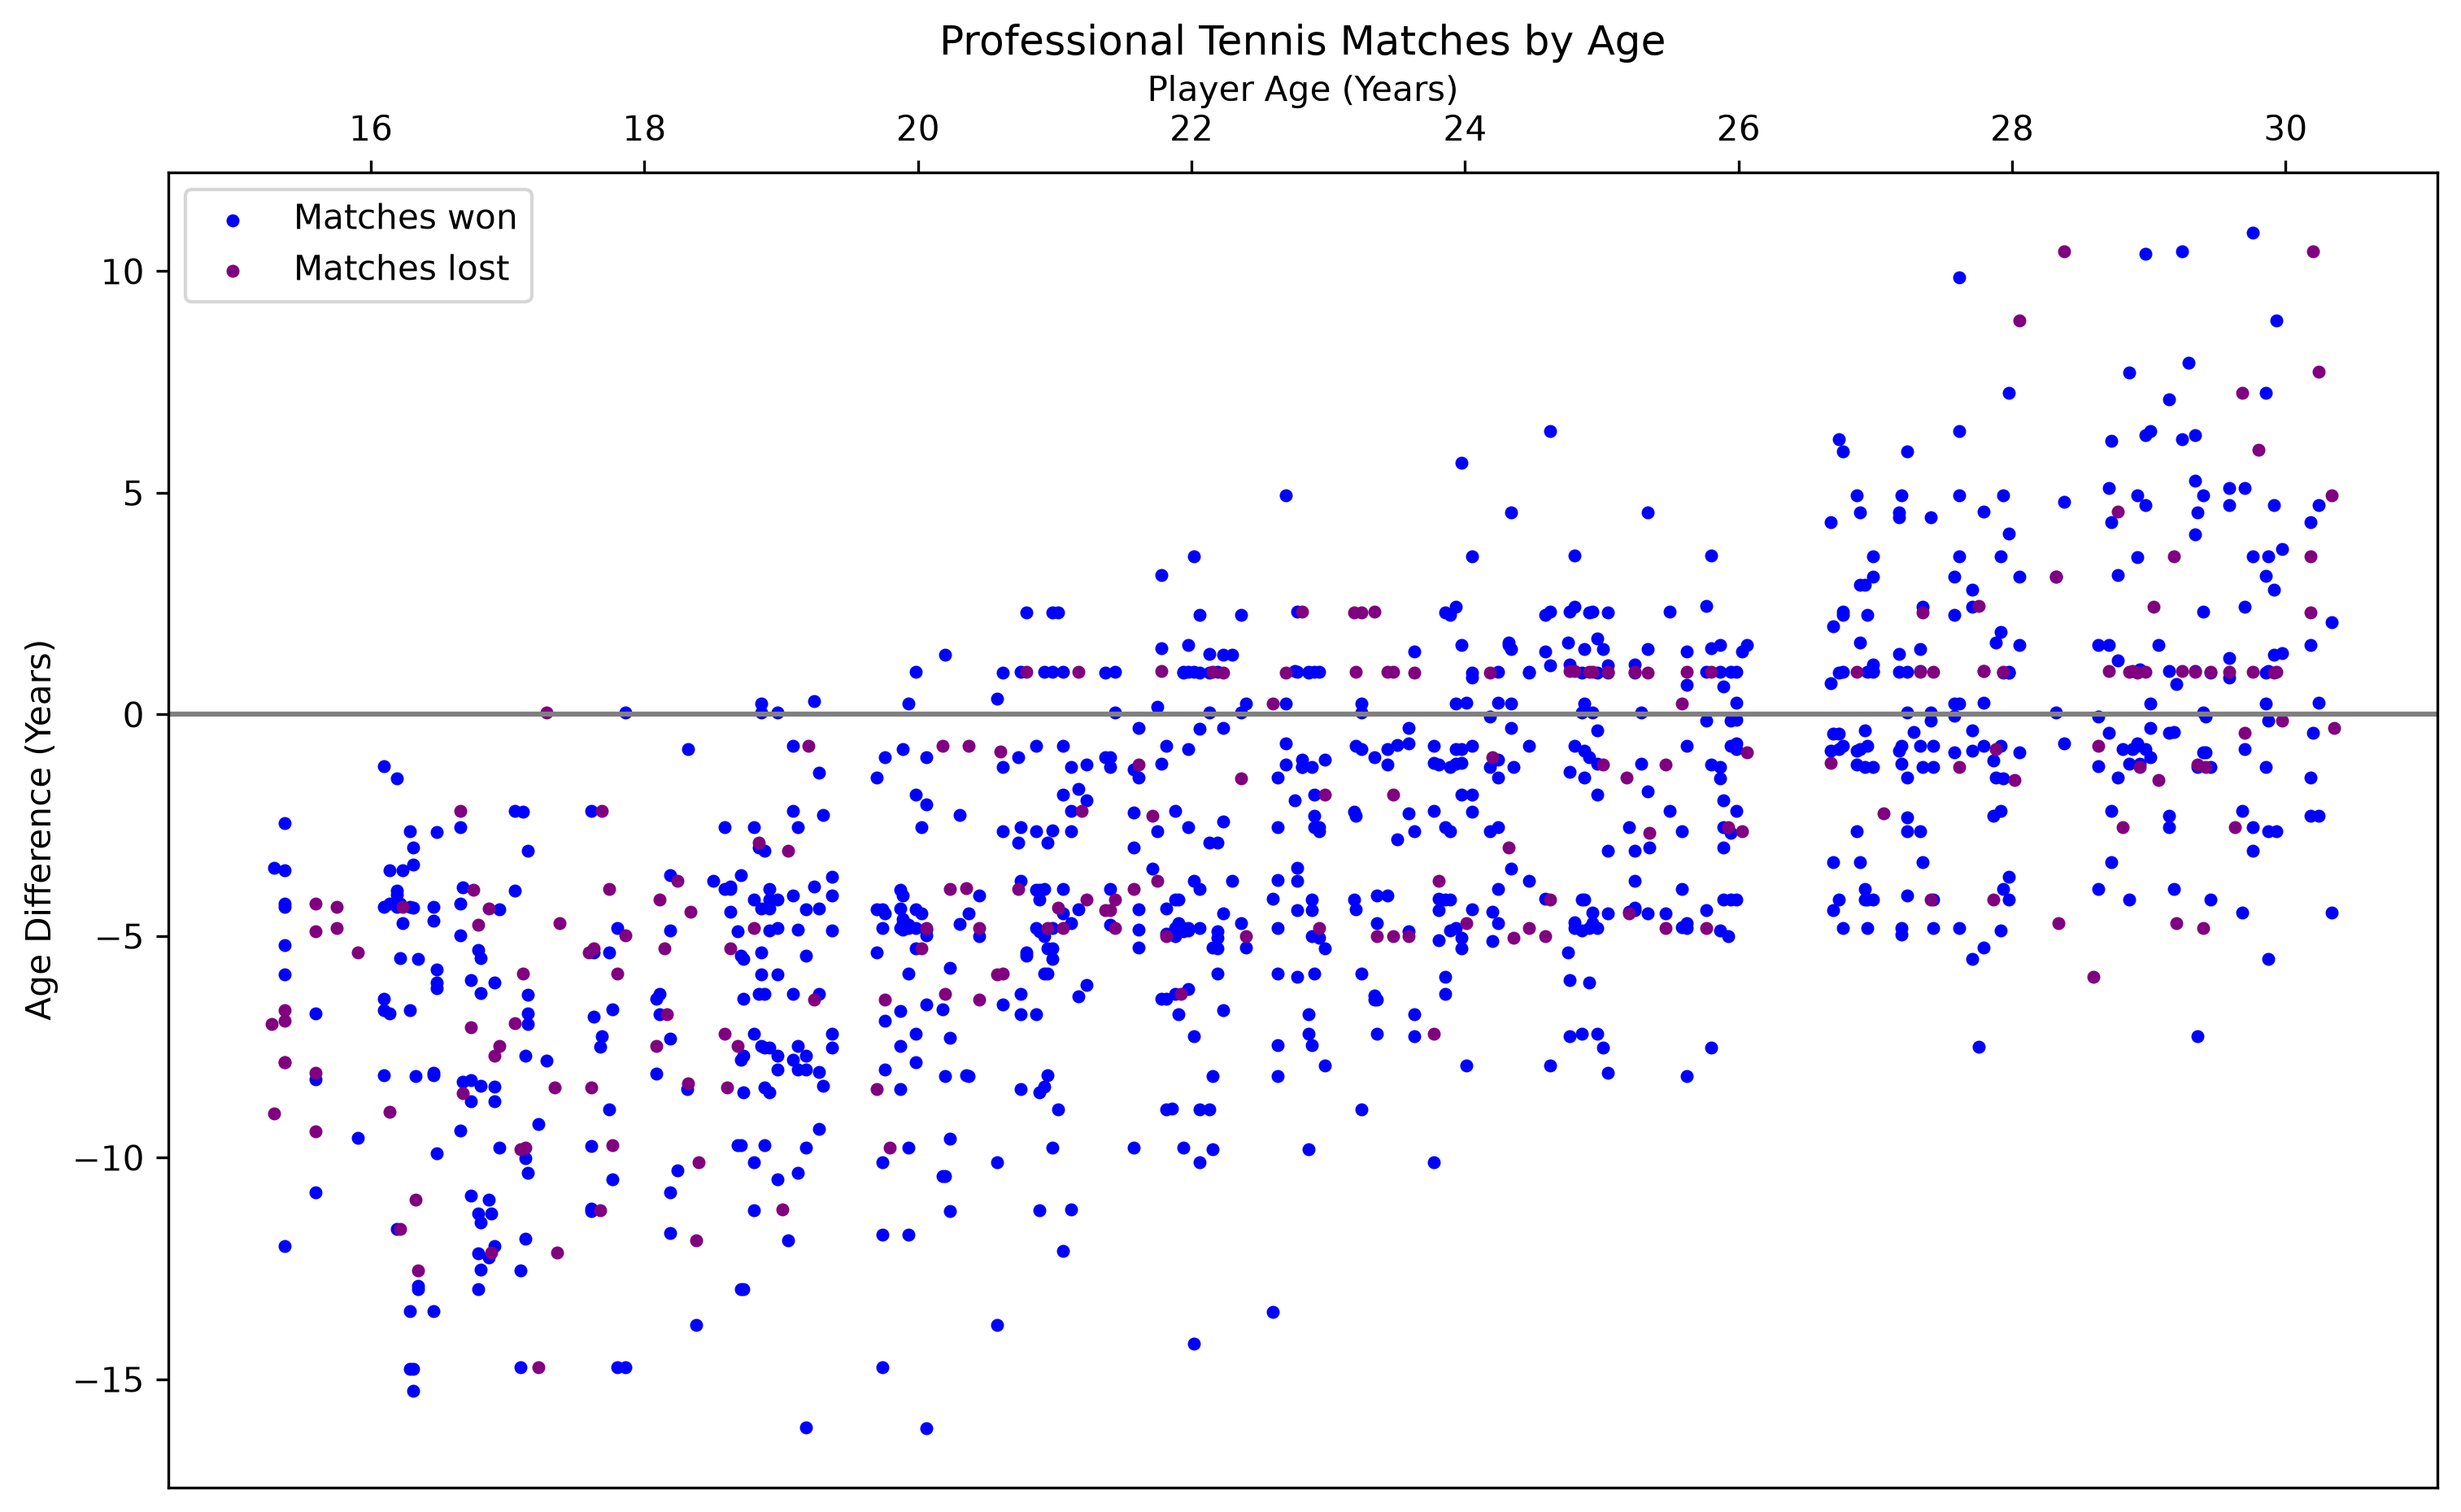 Professional Tennis Matches by Age
Player Age (Years)
16 18 20 22 24 26 28 30
Matches won
Matches lost
10
5
0
−5
−10
−15
Age Difference (Years)